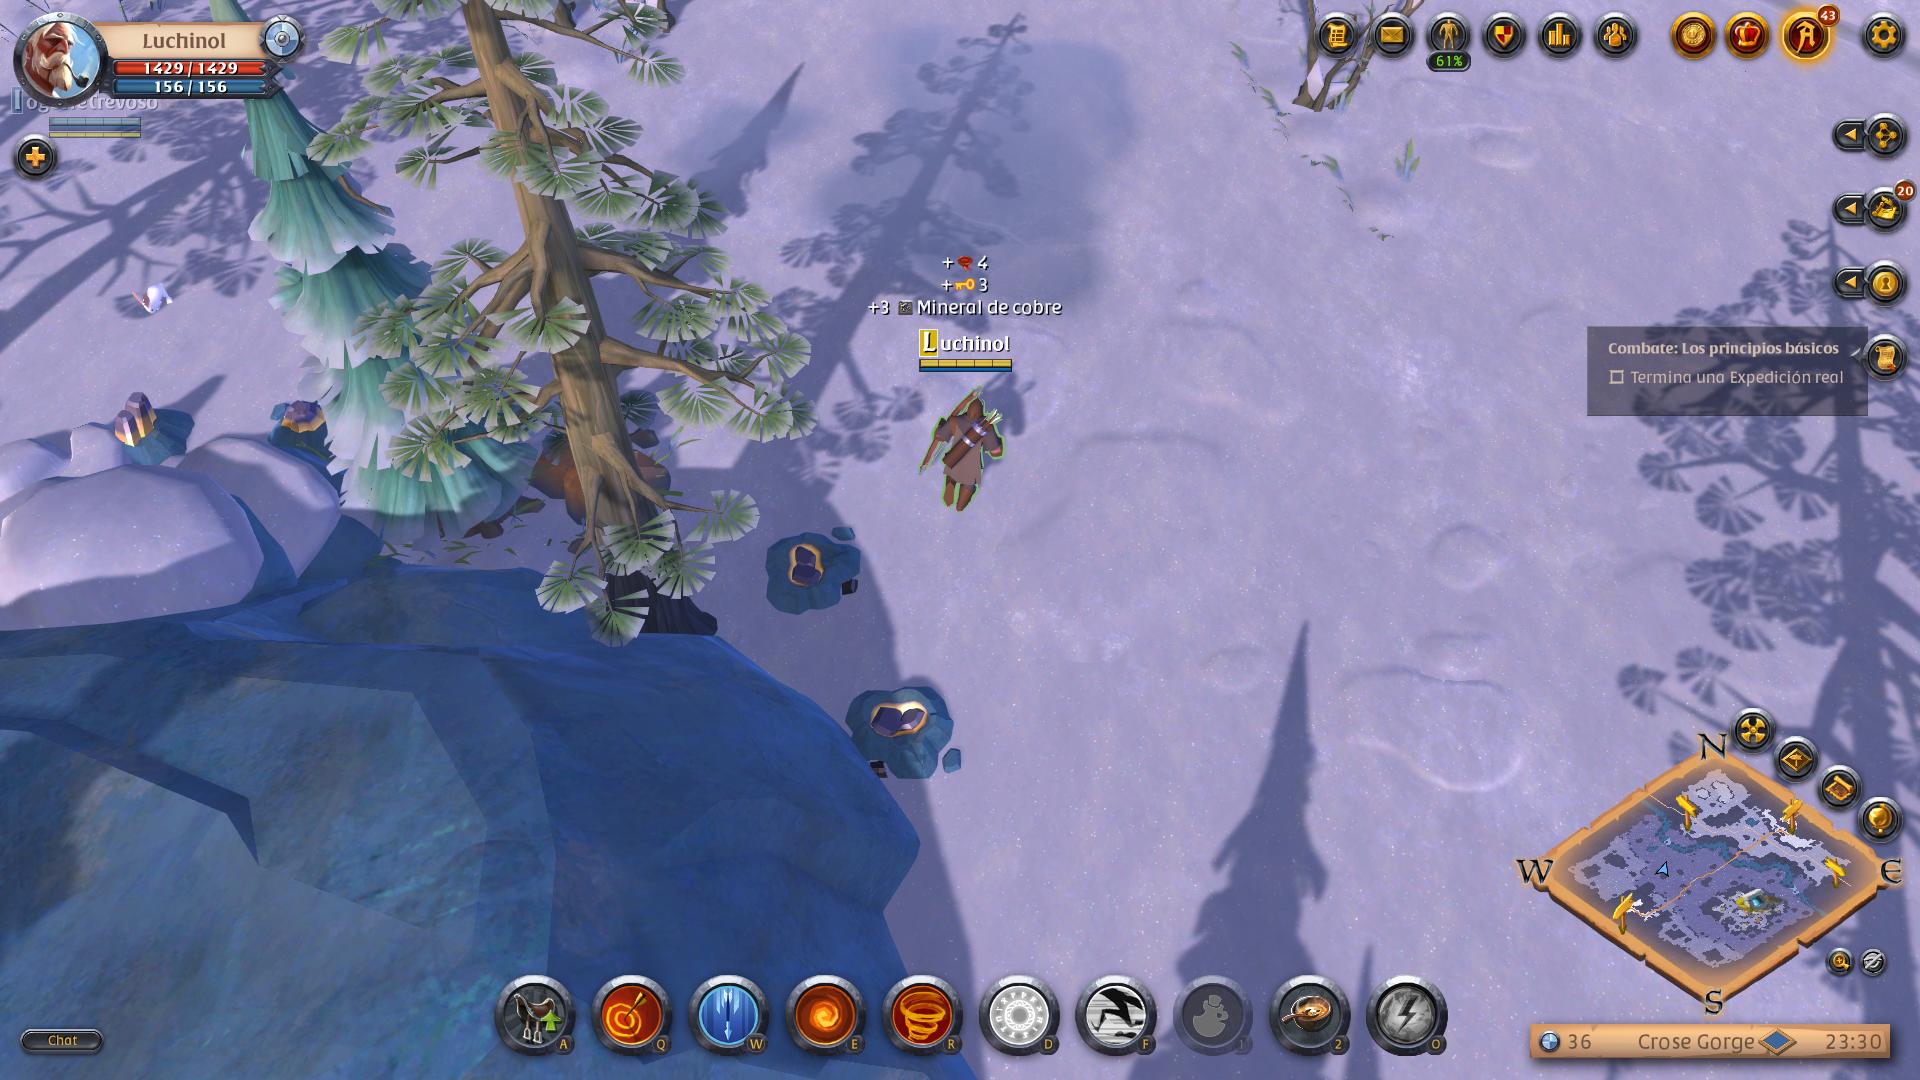 Luchinol
1429/1429
156/156
61%
43
20
+ 4
+ 3
+3 Mineral de cobre
Luchinol
Combate: Los principios básicos
Termina una Expedición real
N
W
E
S
A
Q
W
E
R
D
F
1
2
O
Chat
36 Crose Gorge 23:30